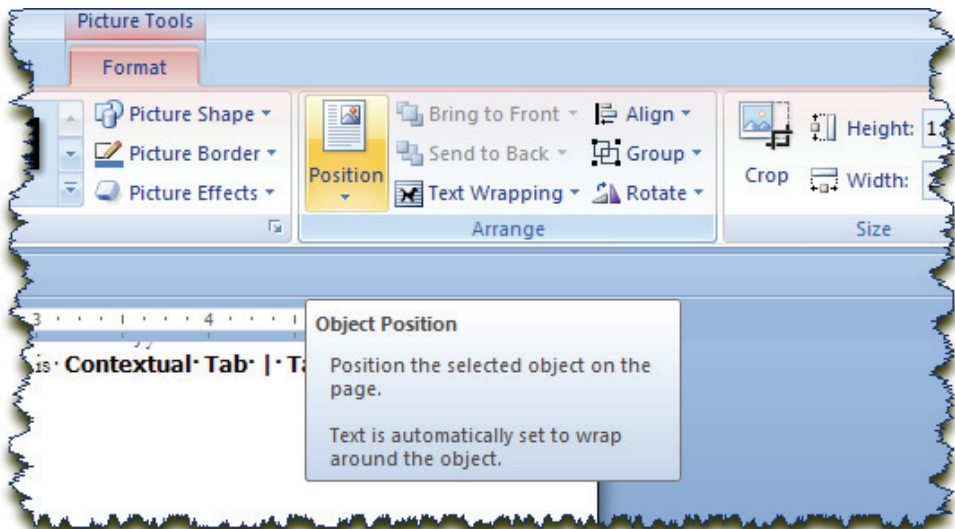 Picture Tools
Format
Picture Shape
Picture Border
Picture Effects
Position
Bring to Front
Send to Back
Text Wrapping
Align
Group
Rotate
Arrange
Crop
Height:
Width:
Size
3 4
is Contextual Tab |
Object Position
Position the selected object on the
page.
Text is automatically set to wrap
around the object.